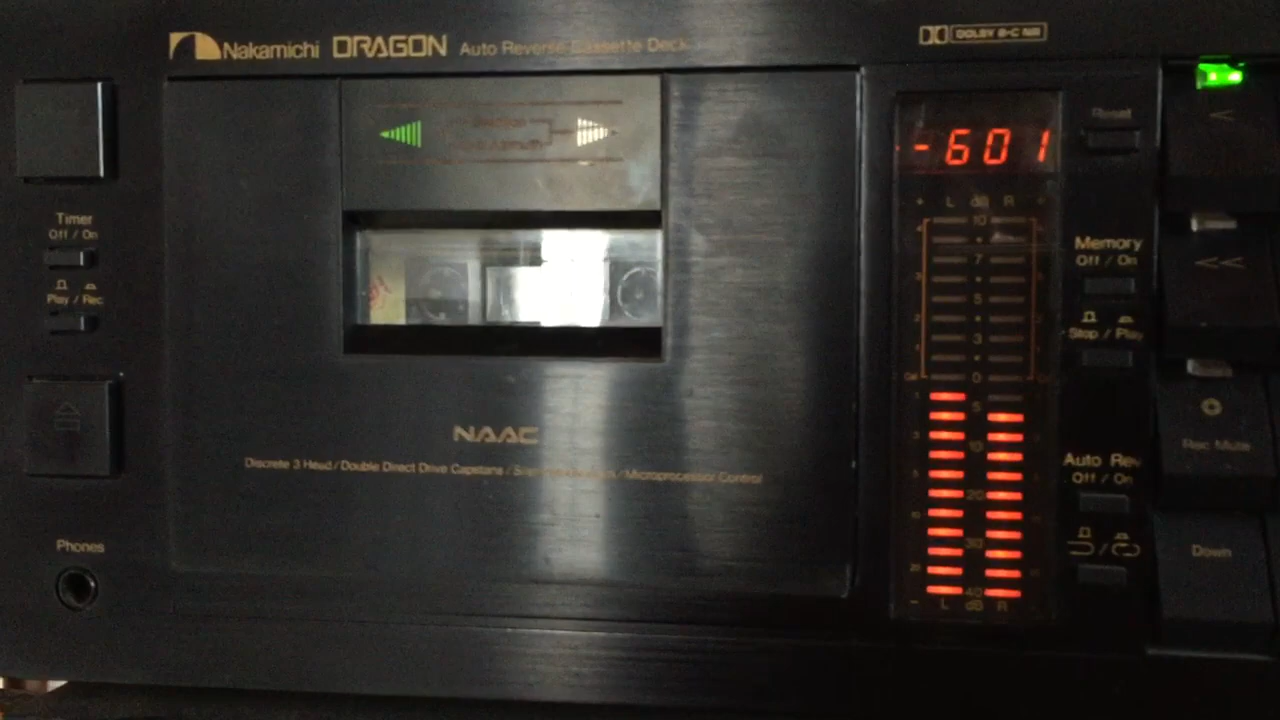 Nakamichi DRAGON Auto Reverse Cassette Deck
DOLBY B-C NR
Reset
<
-601
+ L dB R +
10
7
5
3
0
5
10
20
30
40
- L dB R
Timer
Off / On
Play / Rec
Memory
Off / On
Stop / Play
<<
Rec Mute
Auto Rev
Off / On
Down
NAAC
Discrete 3 Head / Double Direct Drive Capstans / / Microprocessor Control
Phones